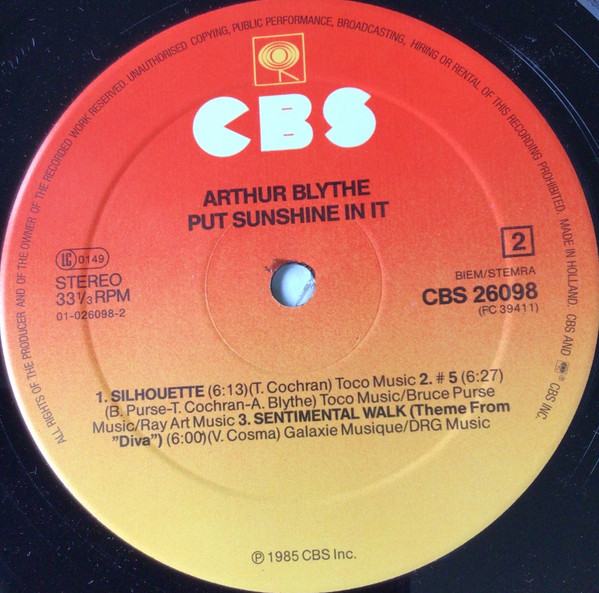 ALL RIGHTS OF THE PRODUCER AND OF THE OWNER OF THE RECORDED WORK RESERVED. UNAUTHORISED COPYING, PUBLIC PERFORMANCE, BROADCASTING, HIRING OR RENTAL OF THIS RECORDING PROHIBITED. MADE IN HOLLAND. CBS AND ® CBS INC.
CBS
ARTHUR BLYTHE
PUT SUNSHINE IN IT
2
LC 0149
STEREO
33⅓ RPM
01-026098-2
BIEM/STEMRA
CBS 26098
(FC 39411)
1. SILHOUETTE (6:13)(T. Cochran) Toco Music 2. # 5 (6:27)
(B. Purse-T. Cochran-A. Blythe) Toco Music/Bruce Purse
Music/Ray Art Music 3. SENTIMENTAL WALK (Theme From
"Diva") (6:00)(V. Cosma) Galaxie Musique/DRG Music
℗ 1985 CBS Inc.